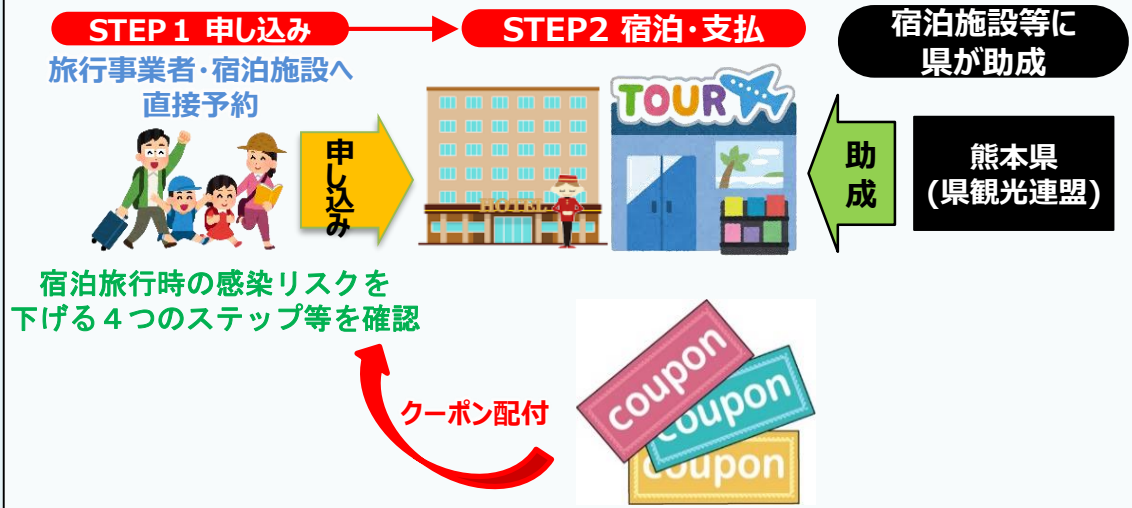 STEP１ 申し込み
STEP2 宿泊・支払
宿泊施設等に
県が助成
旅行事業者・宿泊施設へ
直接予約
申し込み
HOTEL
TOUR
助成
熊本県
(県観光連盟)
宿泊旅行時の感染リスクを
下げる４つのステップ等を確認
クーポン配付
coupon
coupon
coupon